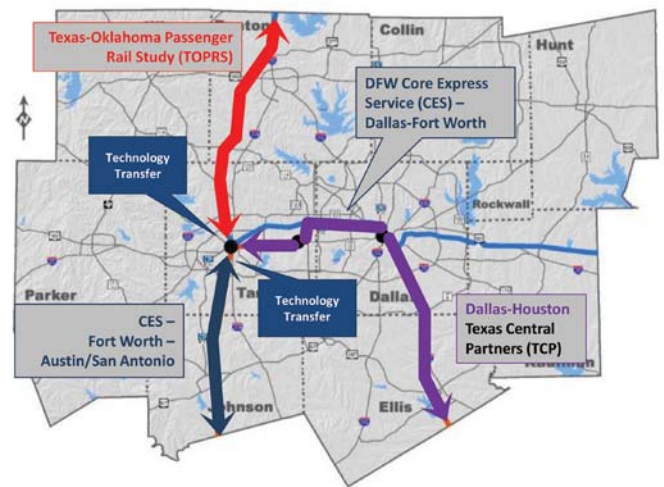 Texas-Oklahoma Passenger
Rail Study (TOPRS)
Collin
Hunt
DFW Core Express
Service (CES) –
Dallas-Fort Worth
Technology
Transfer
Rockwall
Parker
Technology
Transfer
CES –
Fort Worth –
Austin/San Antonio
Dallas-Houston
Texas Central
Partners (TCP)
Johnson
Ellis